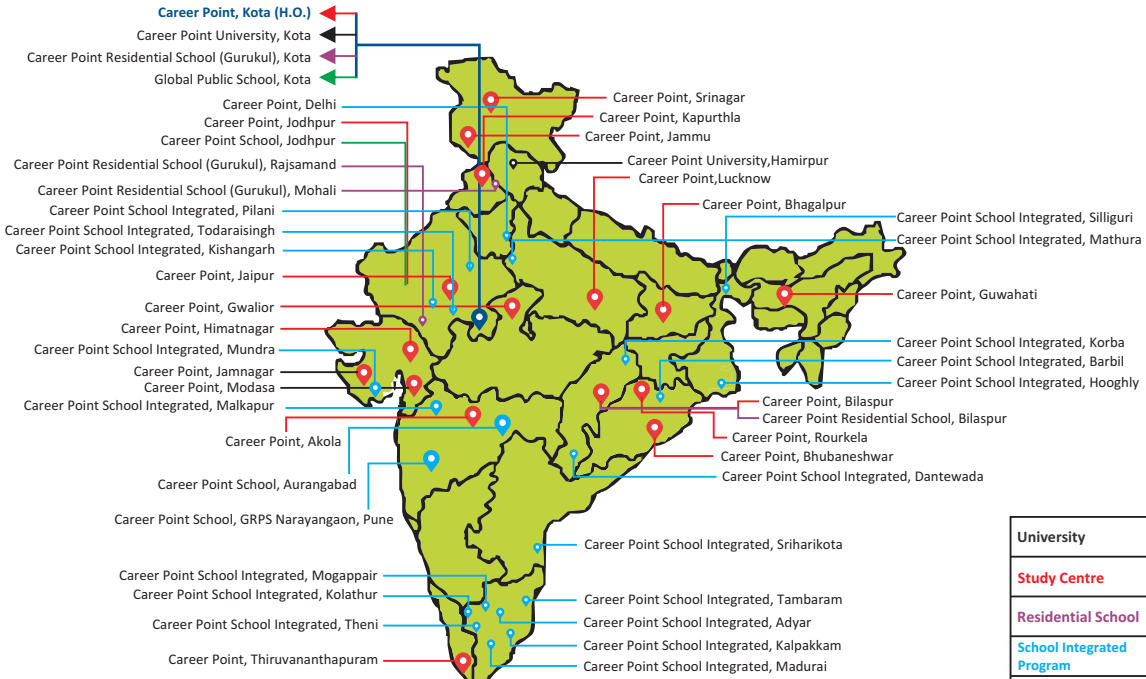 Career Point, Kota (H.O.)
Career Point University, Kota
Career Point Residential School (Gurukul), Kota
Global Public School, Kota
Career Point, Delhi
Career Point, Jodhpur
Career Point School, Jodhpur
Career Point Residential School (Gurukul), Rajsamand
Career Point Residential School (Gurukul), Mohali
Career Point School Integrated, Pilani
Career Point School Integrated, Todaraisingh
Career Point School Integrated, Kishangarh
Career Point, Jaipur
Career Point, Gwalior
Career Point, Himatnagar
Career Point School Integrated, Mundra
Career Point, Jamnagar
Career Point, Modasa
Career Point School Integrated, Malkapur
Career Point, Akola
Career Point School, Aurangabad
Career Point School, GRPS Narayangaon, Pune
Career Point School Integrated, Mogappair
Career Point School Integrated, Kolathur
Career Point School Integrated, Theni
Career Point, Thiruvananthapuram
Career Point, Srinagar
Career Point, Kapurthla
Career Point, Jammu
Career Point University,Hamirpur
Career Point,Lucknow
Career Point, Bhagalpur
Career Point School Integrated, Silliguri
Career Point School Integrated, Mathura
Career Point, Guwahati
Career Point School Integrated, Korba
Career Point School Integrated, Barbil
Career Point School Integrated, Hooghly
Career Point, Bilaspur
Career Point Residential School, Bilaspur
Career Point, Rourkela
Career Point, Bhubaneshwar
Career Point School Integrated, Dantewada
Career Point School Integrated, Sriharikota
Career Point School Integrated, Tambaram
Career Point School Integrated, Adyar
Career Point School Integrated, Kalpakkam
Career Point School Integrated, Madurai
University
Study Centre
Residential School
School Integrated
Program